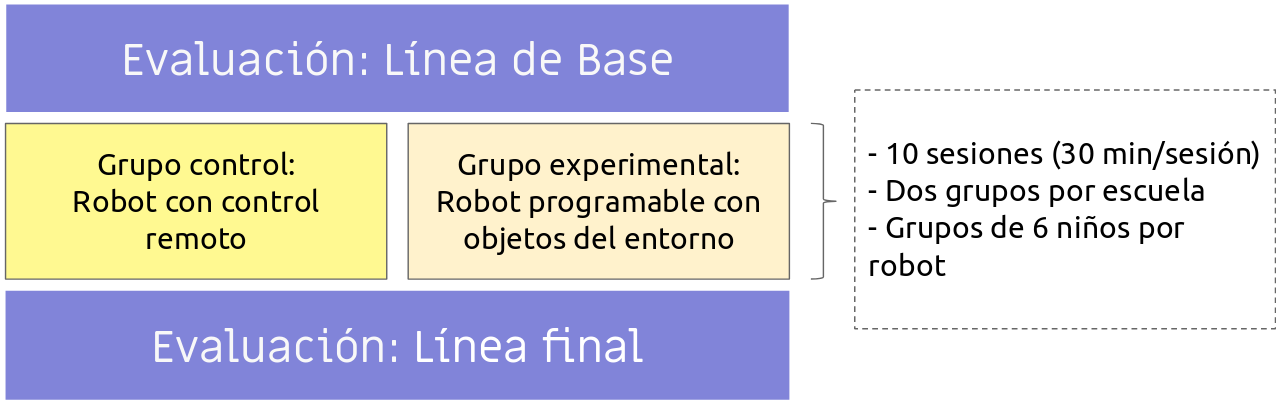 Evaluación: Línea de Base
Grupo control:
Robot con control
remoto
Grupo experimental:
Robot programable con
objetos del entorno
- 10 sesiones (30 min/sesión)
- Dos grupos por escuela
- Grupos de 6 niños por
robot
Evaluación: Línea final